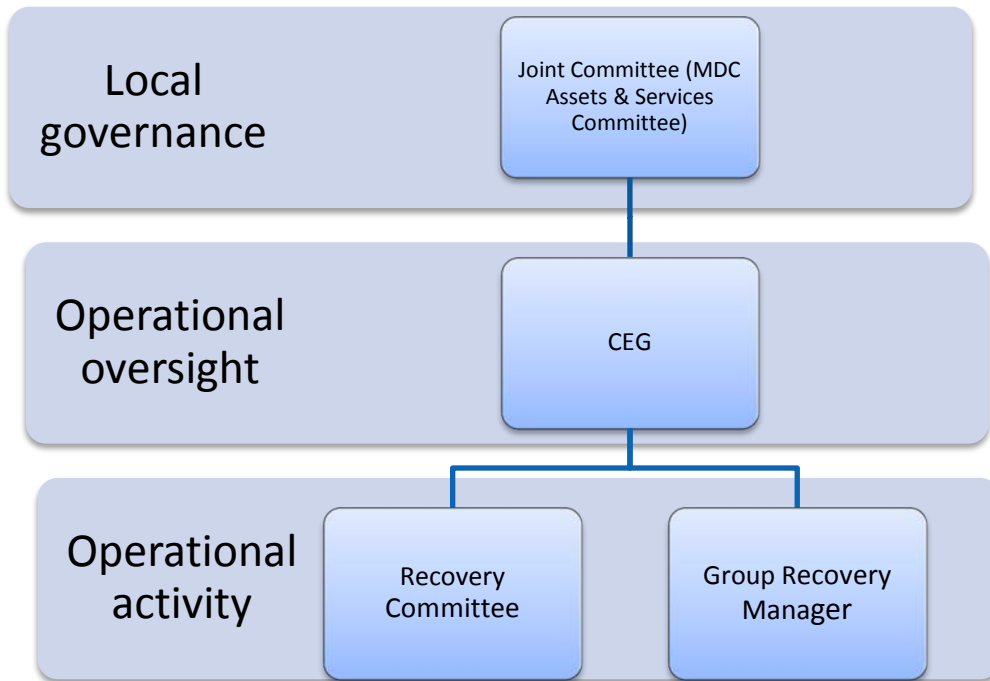 Local
governance
Joint Committee (MDC
Assets & Services
Committee)
Operational
oversight
CEG
Operational
activity
Recovery
Committee
Group Recovery
Manager